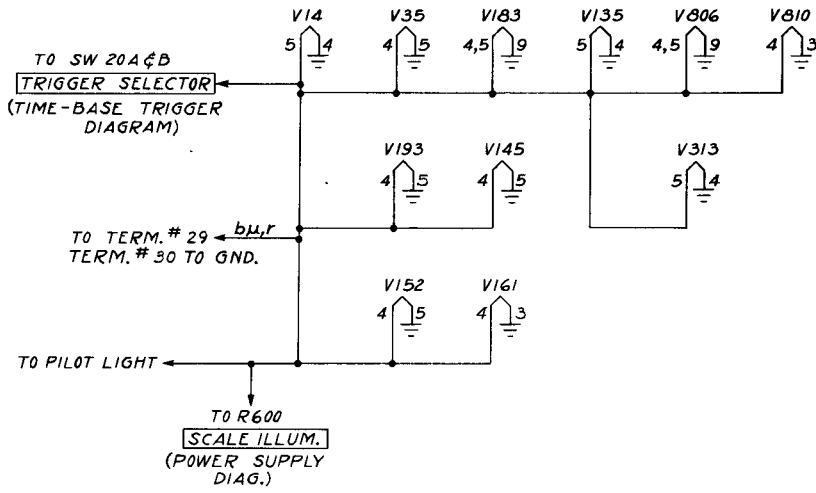 V14 V35 V183 V135 V806 V810
5 4 4 5 4,5 9 5 4 4,5 9 4 3
TO SW 20A¢B
TRIGGER SELECTOR
(TIME-BASE TRIGGER
DIAGRAM)
V193 V145 V313
4 5 4 5 5 4
bµ,r
TO TERM. # 29
TERM. # 30 TO GND.
V152 V161
4 5 4 3
TO PILOT LIGHT
TO R600
SCALE ILLUM.
(POWER SUPPLY
DIAG.)